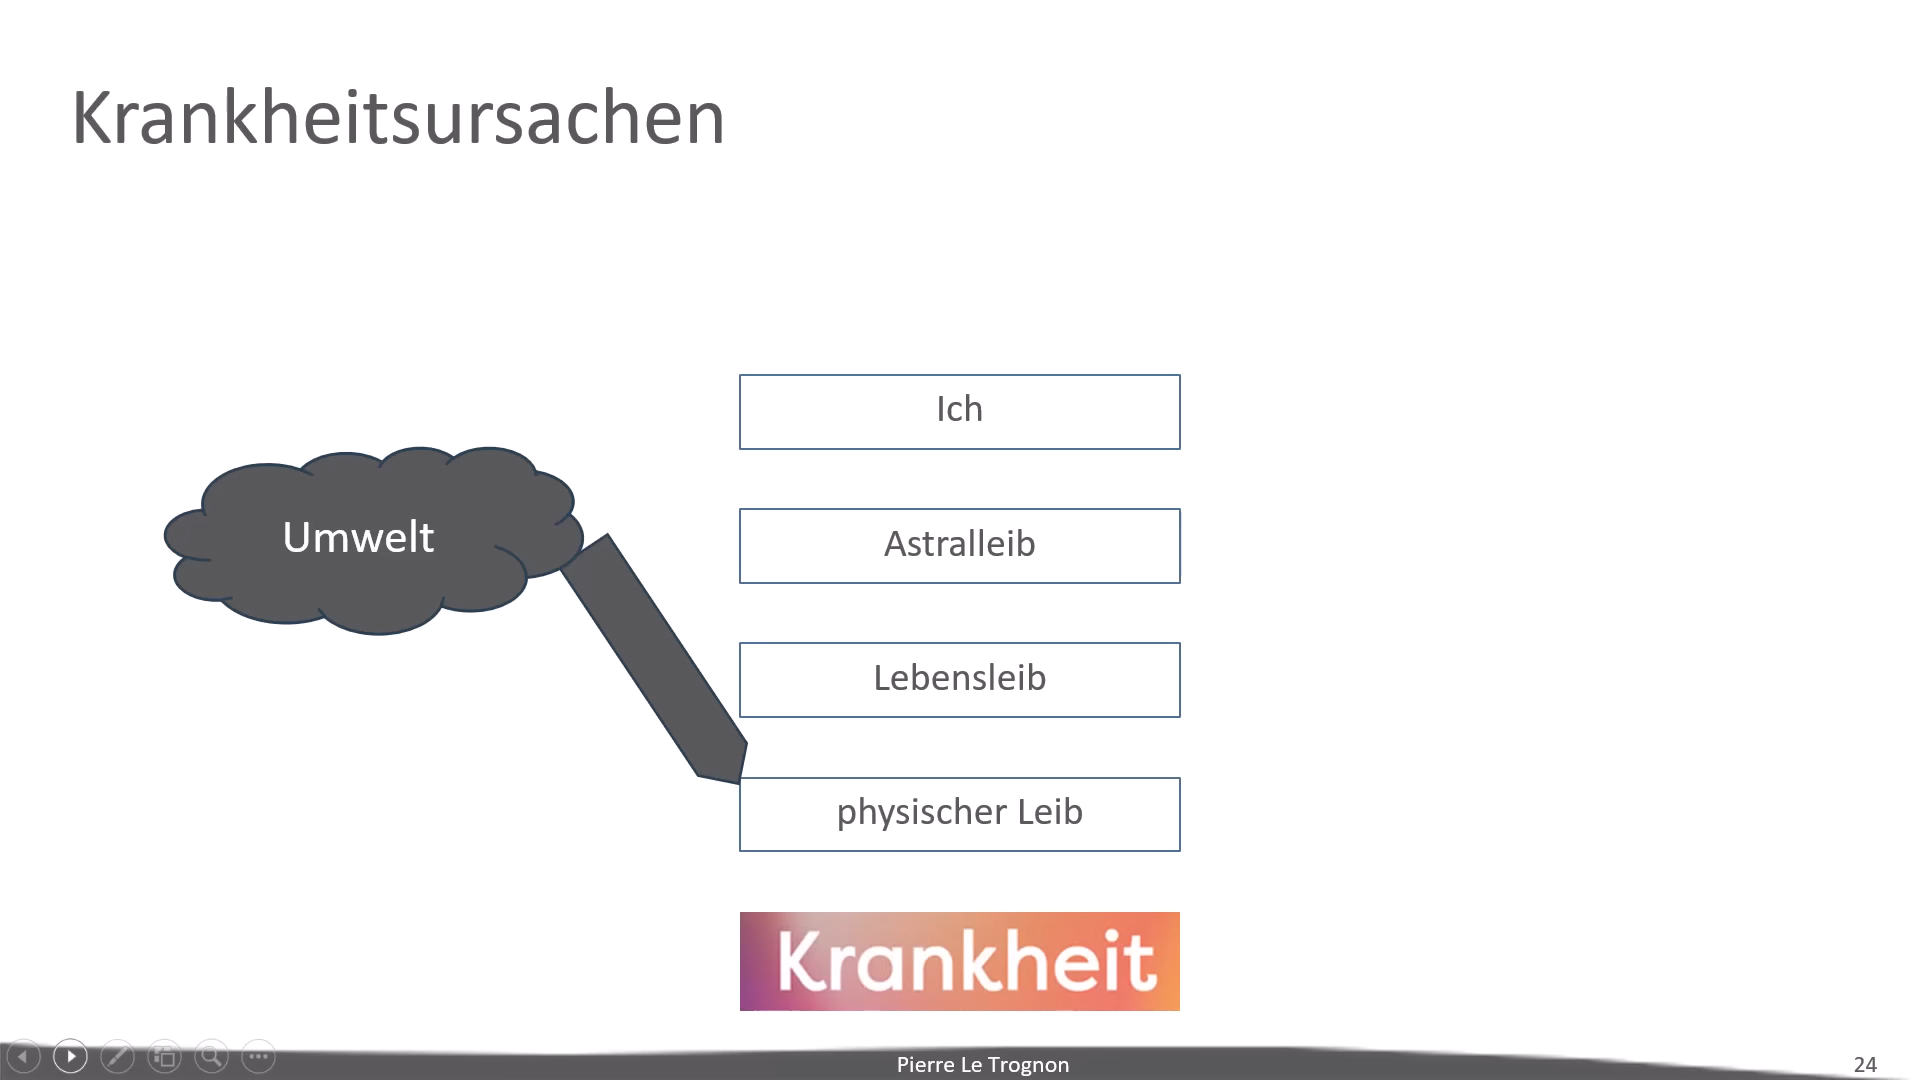 Krankheitsursachen
Ich
Umwelt
Astralleib
Lebensleib
physischer Leib
Krankheit
Pierre Le Trognon
24